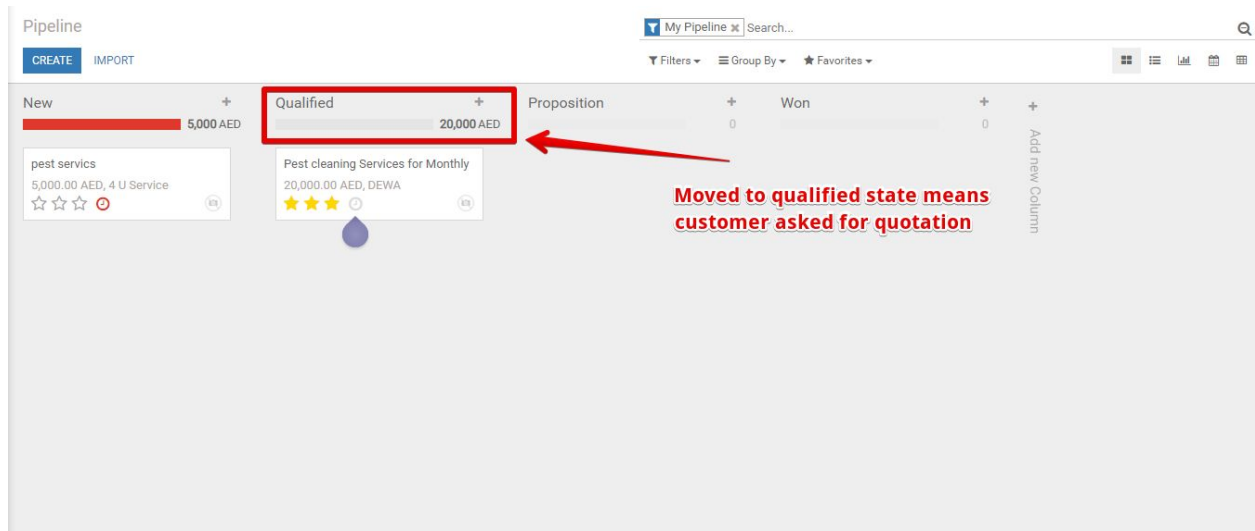 Pipeline
My Pipeline Search...
CREATE IMPORT
Filters Group By Favorites
New
5,000 AED
pest servics
5,000.00 AED, 4 U Service
Qualified
20,000 AED
Pest cleaning Services for Monthly
20,000.00 AED, DEWA
Proposition
0
Won
0
Add new Column
Moved to qualified state means
customer asked for quotation